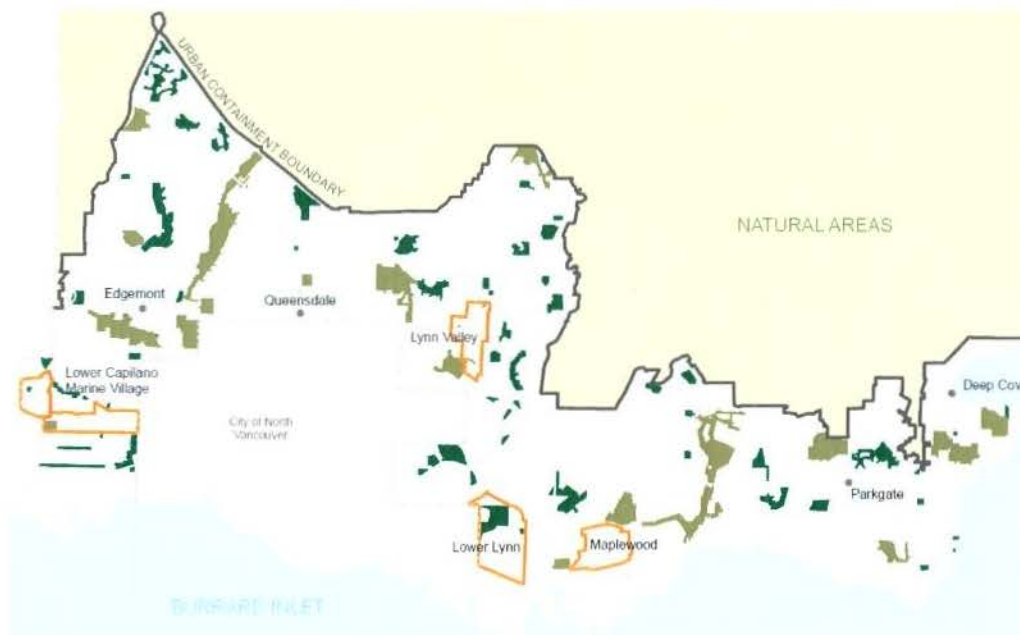 URBAN CONTAINMENT BOUNDARY
NATURAL AREAS
Edgemont
Queensdale
Lynn Valley
Lower Capilano
Marine Village
Deep Cov
City of North
Vancouver
Parkgate
Lower Lynn
Maplewood
BURRARD INLET